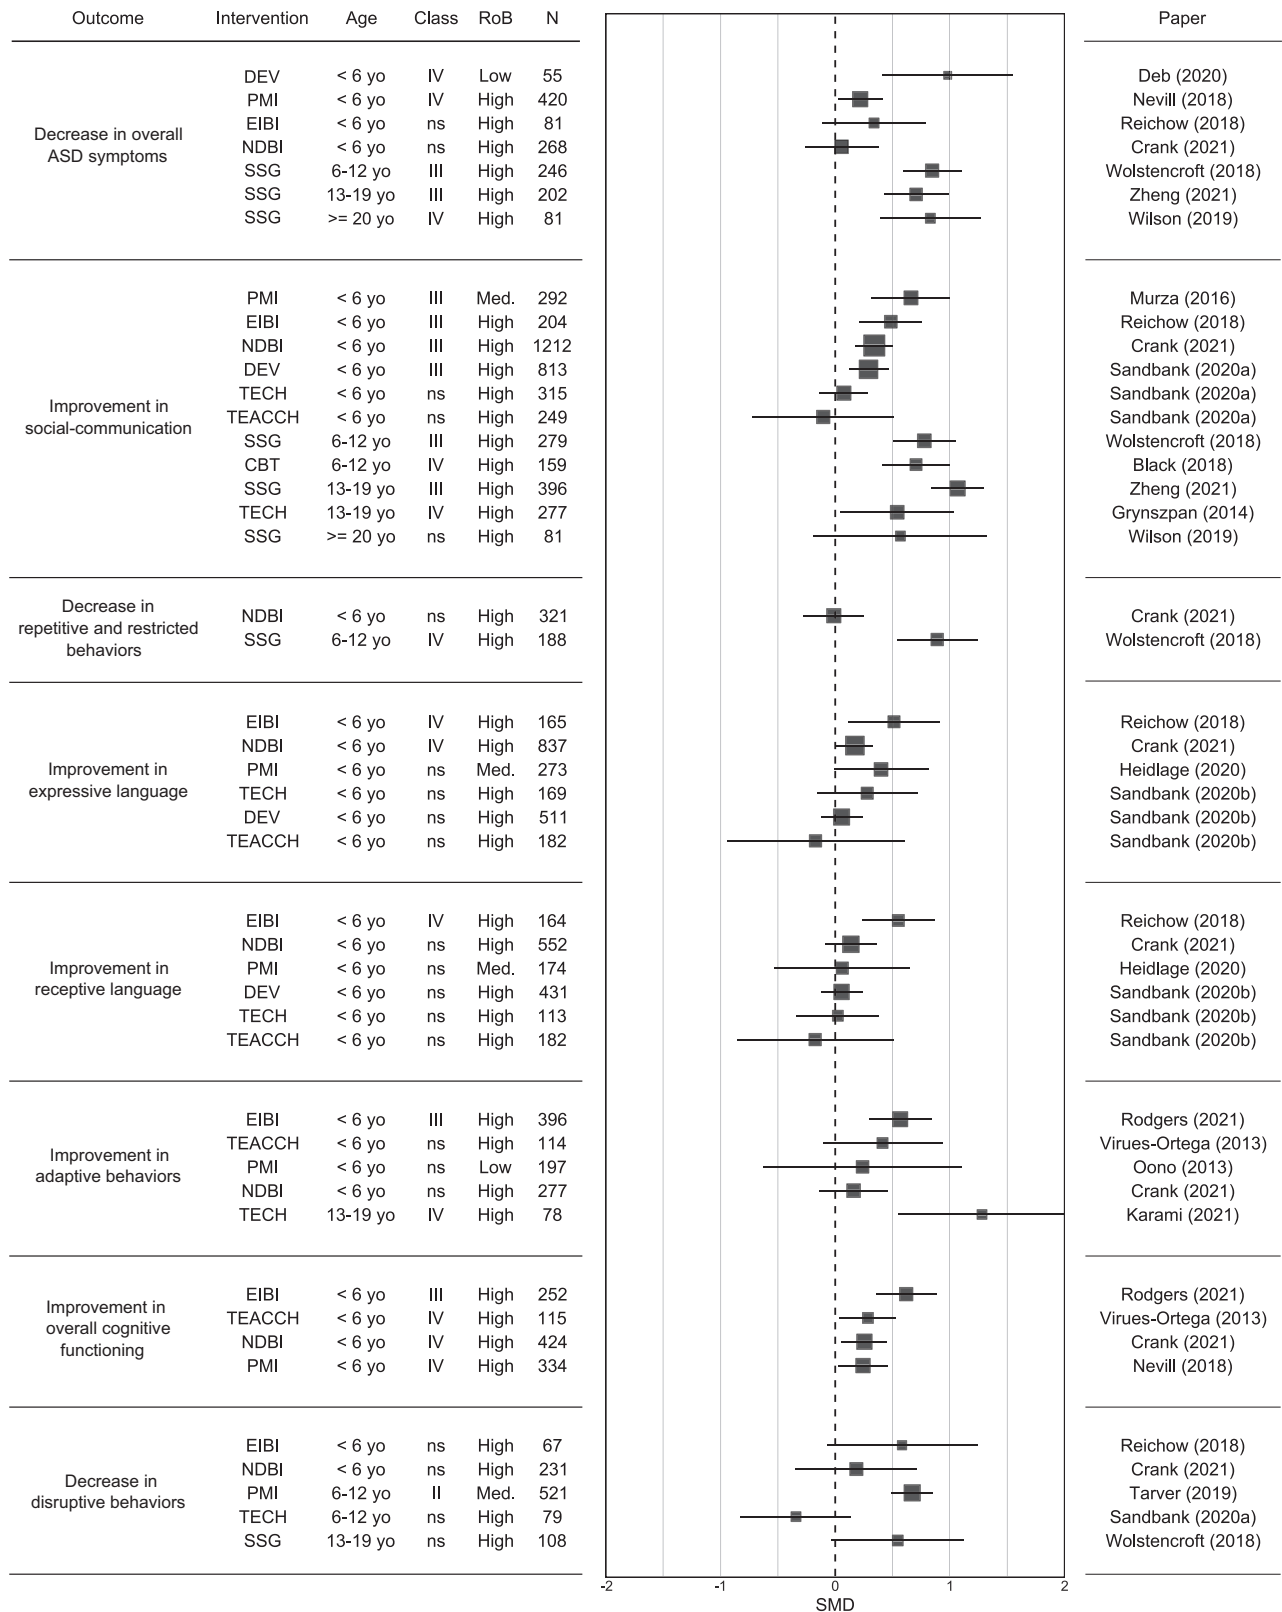 Outcome Intervention Age Class RoB N Paper
DEV < 6 yo IV Low 55 Deb (2020)
PMI < 6 yo IV High 420 Nevill (2018)
Decrease in overall
ASD symptoms
EIBI < 6 yo ns High 81 Reichow (2018)
NDBI < 6 yo ns High 268 Crank (2021)
SSG 6-12 yo III High 246 Wolstencroft (2018)
SSG 13-19 yo III High 202 Zheng (2021)
SSG >= 20 yo IV High 81 Wilson (2019)
PMI < 6 yo III Med. 292 Murza (2016)
EIBI < 6 yo III High 204 Reichow (2018)
NDBI < 6 yo III High 1212 Crank (2021)
DEV < 6 yo III High 813 Sandbank (2020a)
TECH < 6 yo ns High 315 Sandbank (2020a)
Improvement in
social-communication
TEACCH < 6 yo ns High 249 Sandbank (2020a)
SSG 6-12 yo III High 279 Wolstencroft (2018)
CBT 6-12 yo IV High 159 Black (2018)
SSG 13-19 yo III High 396 Zheng (2021)
TECH 13-19 yo IV High 277 Grynszpan (2014)
SSG >= 20 yo ns High 81 Wilson (2019)
Decrease in
repetitive and restricted
behaviors
NDBI < 6 yo ns High 321 Crank (2021)
SSG 6-12 yo IV High 188 Wolstencroft (2018)
EIBI < 6 yo IV High 165 Reichow (2018)
NDBI < 6 yo IV High 837 Crank (2021)
Improvement in
expressive language
PMI < 6 yo ns Med. 273 Heidlage (2020)
TECH < 6 yo ns High 169 Sandbank (2020b)
DEV < 6 yo ns High 511 Sandbank (2020b)
TEACCH < 6 yo ns High 182 Sandbank (2020b)
EIBI < 6 yo IV High 164 Reichow (2018)
NDBI < 6 yo ns High 552 Crank (2021)
Improvement in
receptive language
PMI < 6 yo ns Med. 174 Heidlage (2020)
DEV < 6 yo ns High 431 Sandbank (2020b)
TECH < 6 yo ns High 113 Sandbank (2020b)
TEACCH < 6 yo ns High 182 Sandbank (2020b)
EIBI < 6 yo III High 396 Rodgers (2021)
TEACCH < 6 yo ns High 114 Virues-Ortega (2013)
Improvement in
adaptive behaviors
PMI < 6 yo ns Low 197 Oono (2013)
NDBI < 6 yo ns High 277 Crank (2021)
TECH 13-19 yo IV High 78 Karami (2021)
EIBI < 6 yo III High 252 Rodgers (2021)
Improvement in
overall cognitive
functioning
TEACCH < 6 yo IV High 115 Virues-Ortega (2013)
NDBI < 6 yo IV High 424 Crank (2021)
PMI < 6 yo IV High 334 Nevill (2018)
EIBI < 6 yo ns High 67 Reichow (2018)
NDBI < 6 yo ns High 231 Crank (2021)
Decrease in
disruptive behaviors
PMI 6-12 yo II Med. 521 Tarver (2019)
TECH 6-12 yo ns High 79 Sandbank (2020a)
SSG 13-19 yo ns High 108 Wolstencroft (2018)
-2 -1 0 1 2
SMD